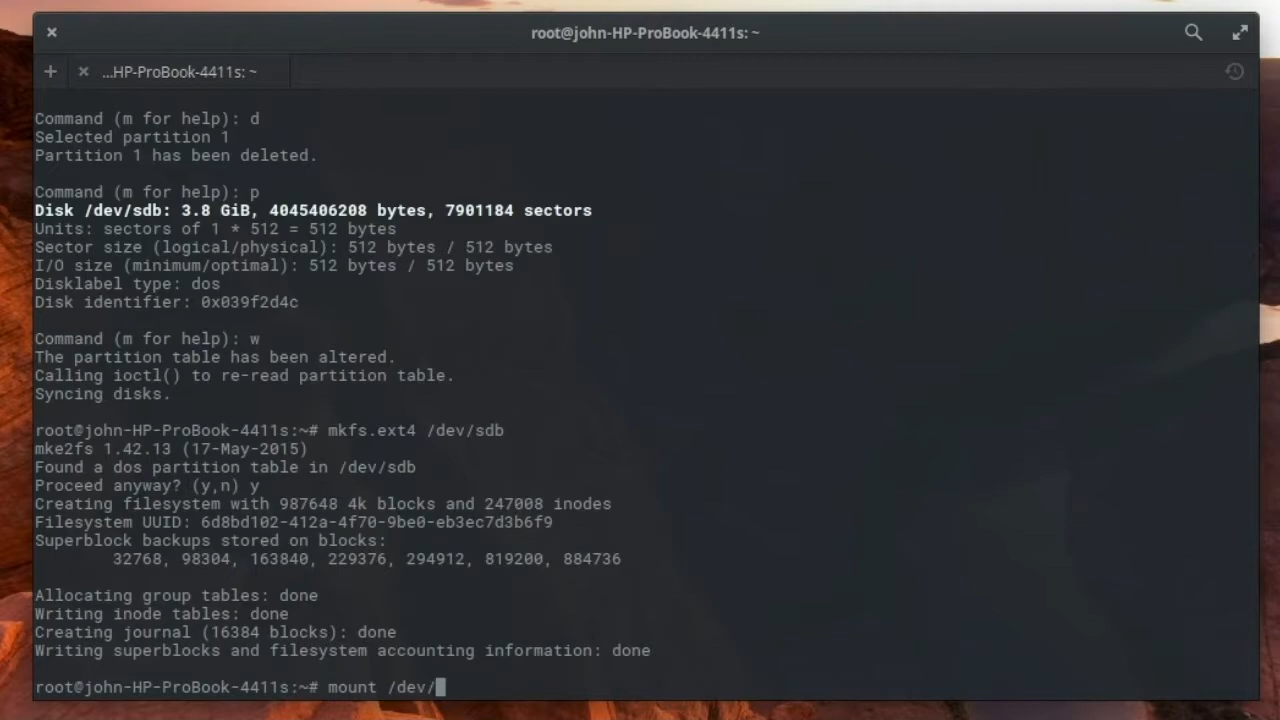 root@john-HP-ProBook-4411s: ~
...HP-ProBook-4411s: ~
Command (m for help): d
Selected partition 1
Partition 1 has been deleted.
Command (m for help): p
Disk /dev/sdb: 3.8 GiB, 4045406208 bytes, 7901184 sectors
Units: sectors of 1 * 512 = 512 bytes
Sector size (logical/physical): 512 bytes / 512 bytes
I/O size (minimum/optimal): 512 bytes / 512 bytes
Disklabel type: dos
Disk identifier: 0x039f2d4c
Command (m for help): w
The partition table has been altered.
Calling ioctl() to re-read partition table.
Syncing disks.
root@john-HP-ProBook-4411s:~# mkfs.ext4 /dev/sdb
mke2fs 1.42.13 (17-May-2015)
Found a dos partition table in /dev/sdb
Proceed anyway? (y,n) y
Creating filesystem with 987648 4k blocks and 247008 inodes
Filesystem UUID: 6d8bd102-412a-4f70-9be0-eb3ec7d3b6f9
Superblock backups stored on blocks:
32768, 98304, 163840, 229376, 294912, 819200, 884736
Allocating group tables: done
Writing inode tables: done
Creating journal (16384 blocks): done
Writing superblocks and filesystem accounting information: done
root@john-HP-ProBook-4411s:~# mount /dev/